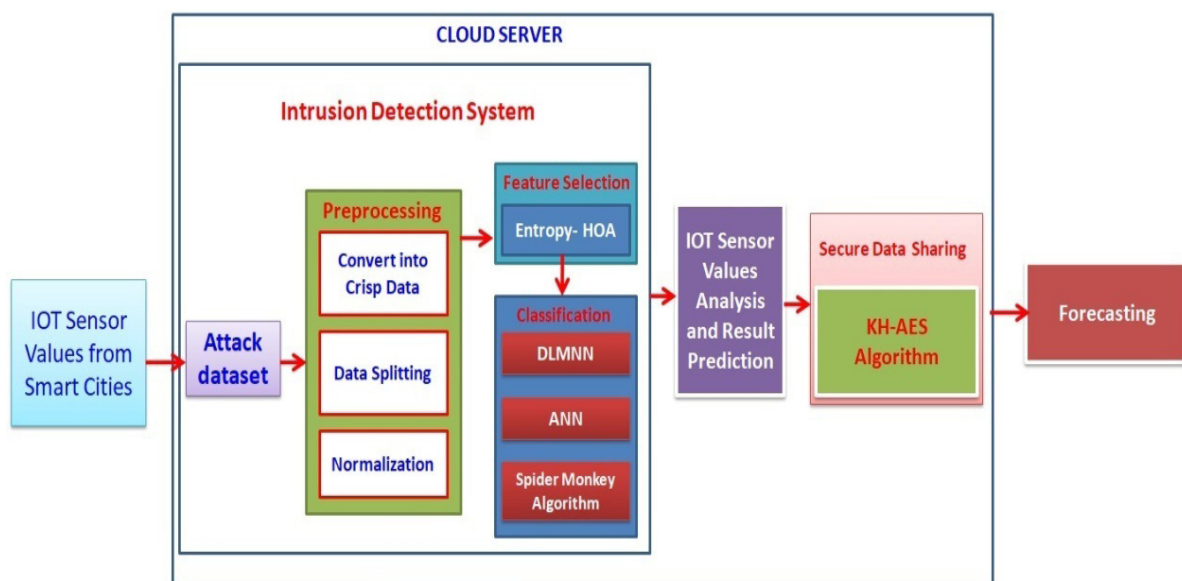 CLOUD SERVER
Intrusion Detection System
IOT Sensor
Values from
Smart Cities
Attack
dataset
Preprocessing
Convert into
Crisp Data
Data Splitting
Normalization
Feature Selection
Entropy- HOA
Classification
DLMNN
ANN
Spider Monkey
Algorithm
IOT Sensor
Values
Analysis
and Result
Prediction
Secure Data Sharing
KH-AES
Algorithm
Forecasting